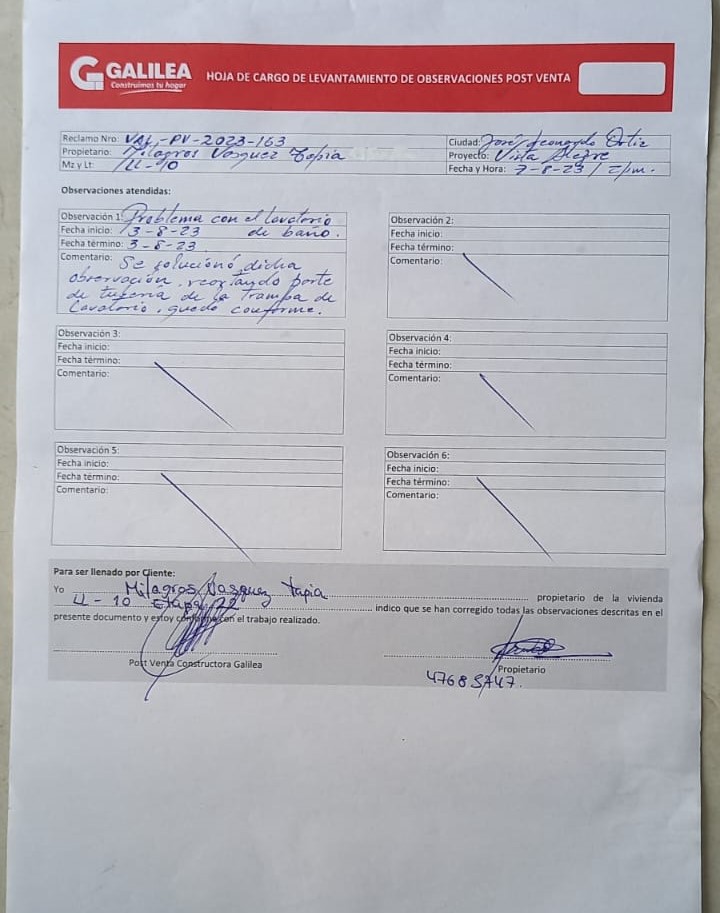 GALILEA
Construimos tu hogar
HOJA DE CARGO DE LEVANTAMIENTO DE OBSERVACIONES POST VENTA
Reclamo Nro: VAL-PV-2023-163
Propietario: Milagros Vasquez Tapia
Mz y Lt: LL-10
Ciudad: José Leonardo Ortiz
Proyecto: Vista Alegre
Fecha y Hora: 7-8-23 /
Observaciones atendidas:
Observación 1: Problema con el lavatorio
de baño.
Fecha inicio: 3-8-23
Fecha término: 3-8-23
Comentario: Se solucionó dicha
observación, recortando parte
de tubería de la Trampa de
Lavatorio, quedó conforme.
Observación 2:
Fecha inicio:
Fecha término:
Comentario:
Observación 3:
Fecha inicio:
Fecha término:
Comentario:
Observación 4:
Fecha inicio:
Fecha término:
Comentario:
Observación 5:
Fecha inicio:
Fecha término:
Comentario:
Observación 6:
Fecha inicio:
Fecha término:
Comentario:
Para ser llenado por Cliente:
Yo Milagros Vasquez Tapia propietario de la vivienda
LL-10 Etapa 22 indico que se han corregido todas las observaciones descritas en el
presente documento y estoy conforme con el trabajo realizado.
Post Venta Constructora Galilea
Propietario
47685747.